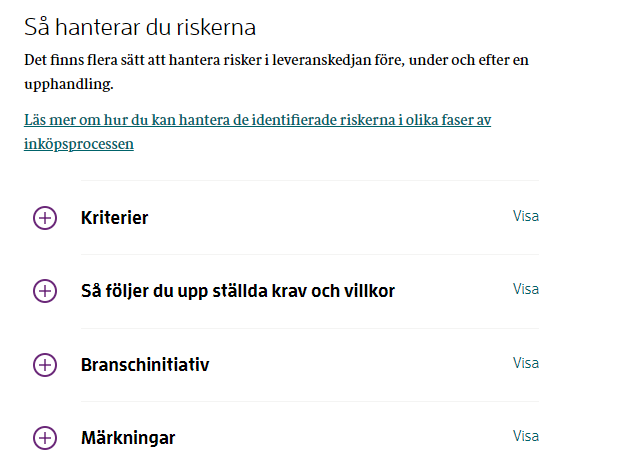 Så hanterar du riskerna
Det finns flera sätt att hantera risker i leveranskedjan före, under och efter en
upphandling.
Läs mer om hur du kan hantera de identifierade riskerna i olika faser av
inköpsprocessen
Kriterier Visa
Så följer du upp ställda krav och villkor Visa
Branschinitiativ Visa
Märkningar Visa